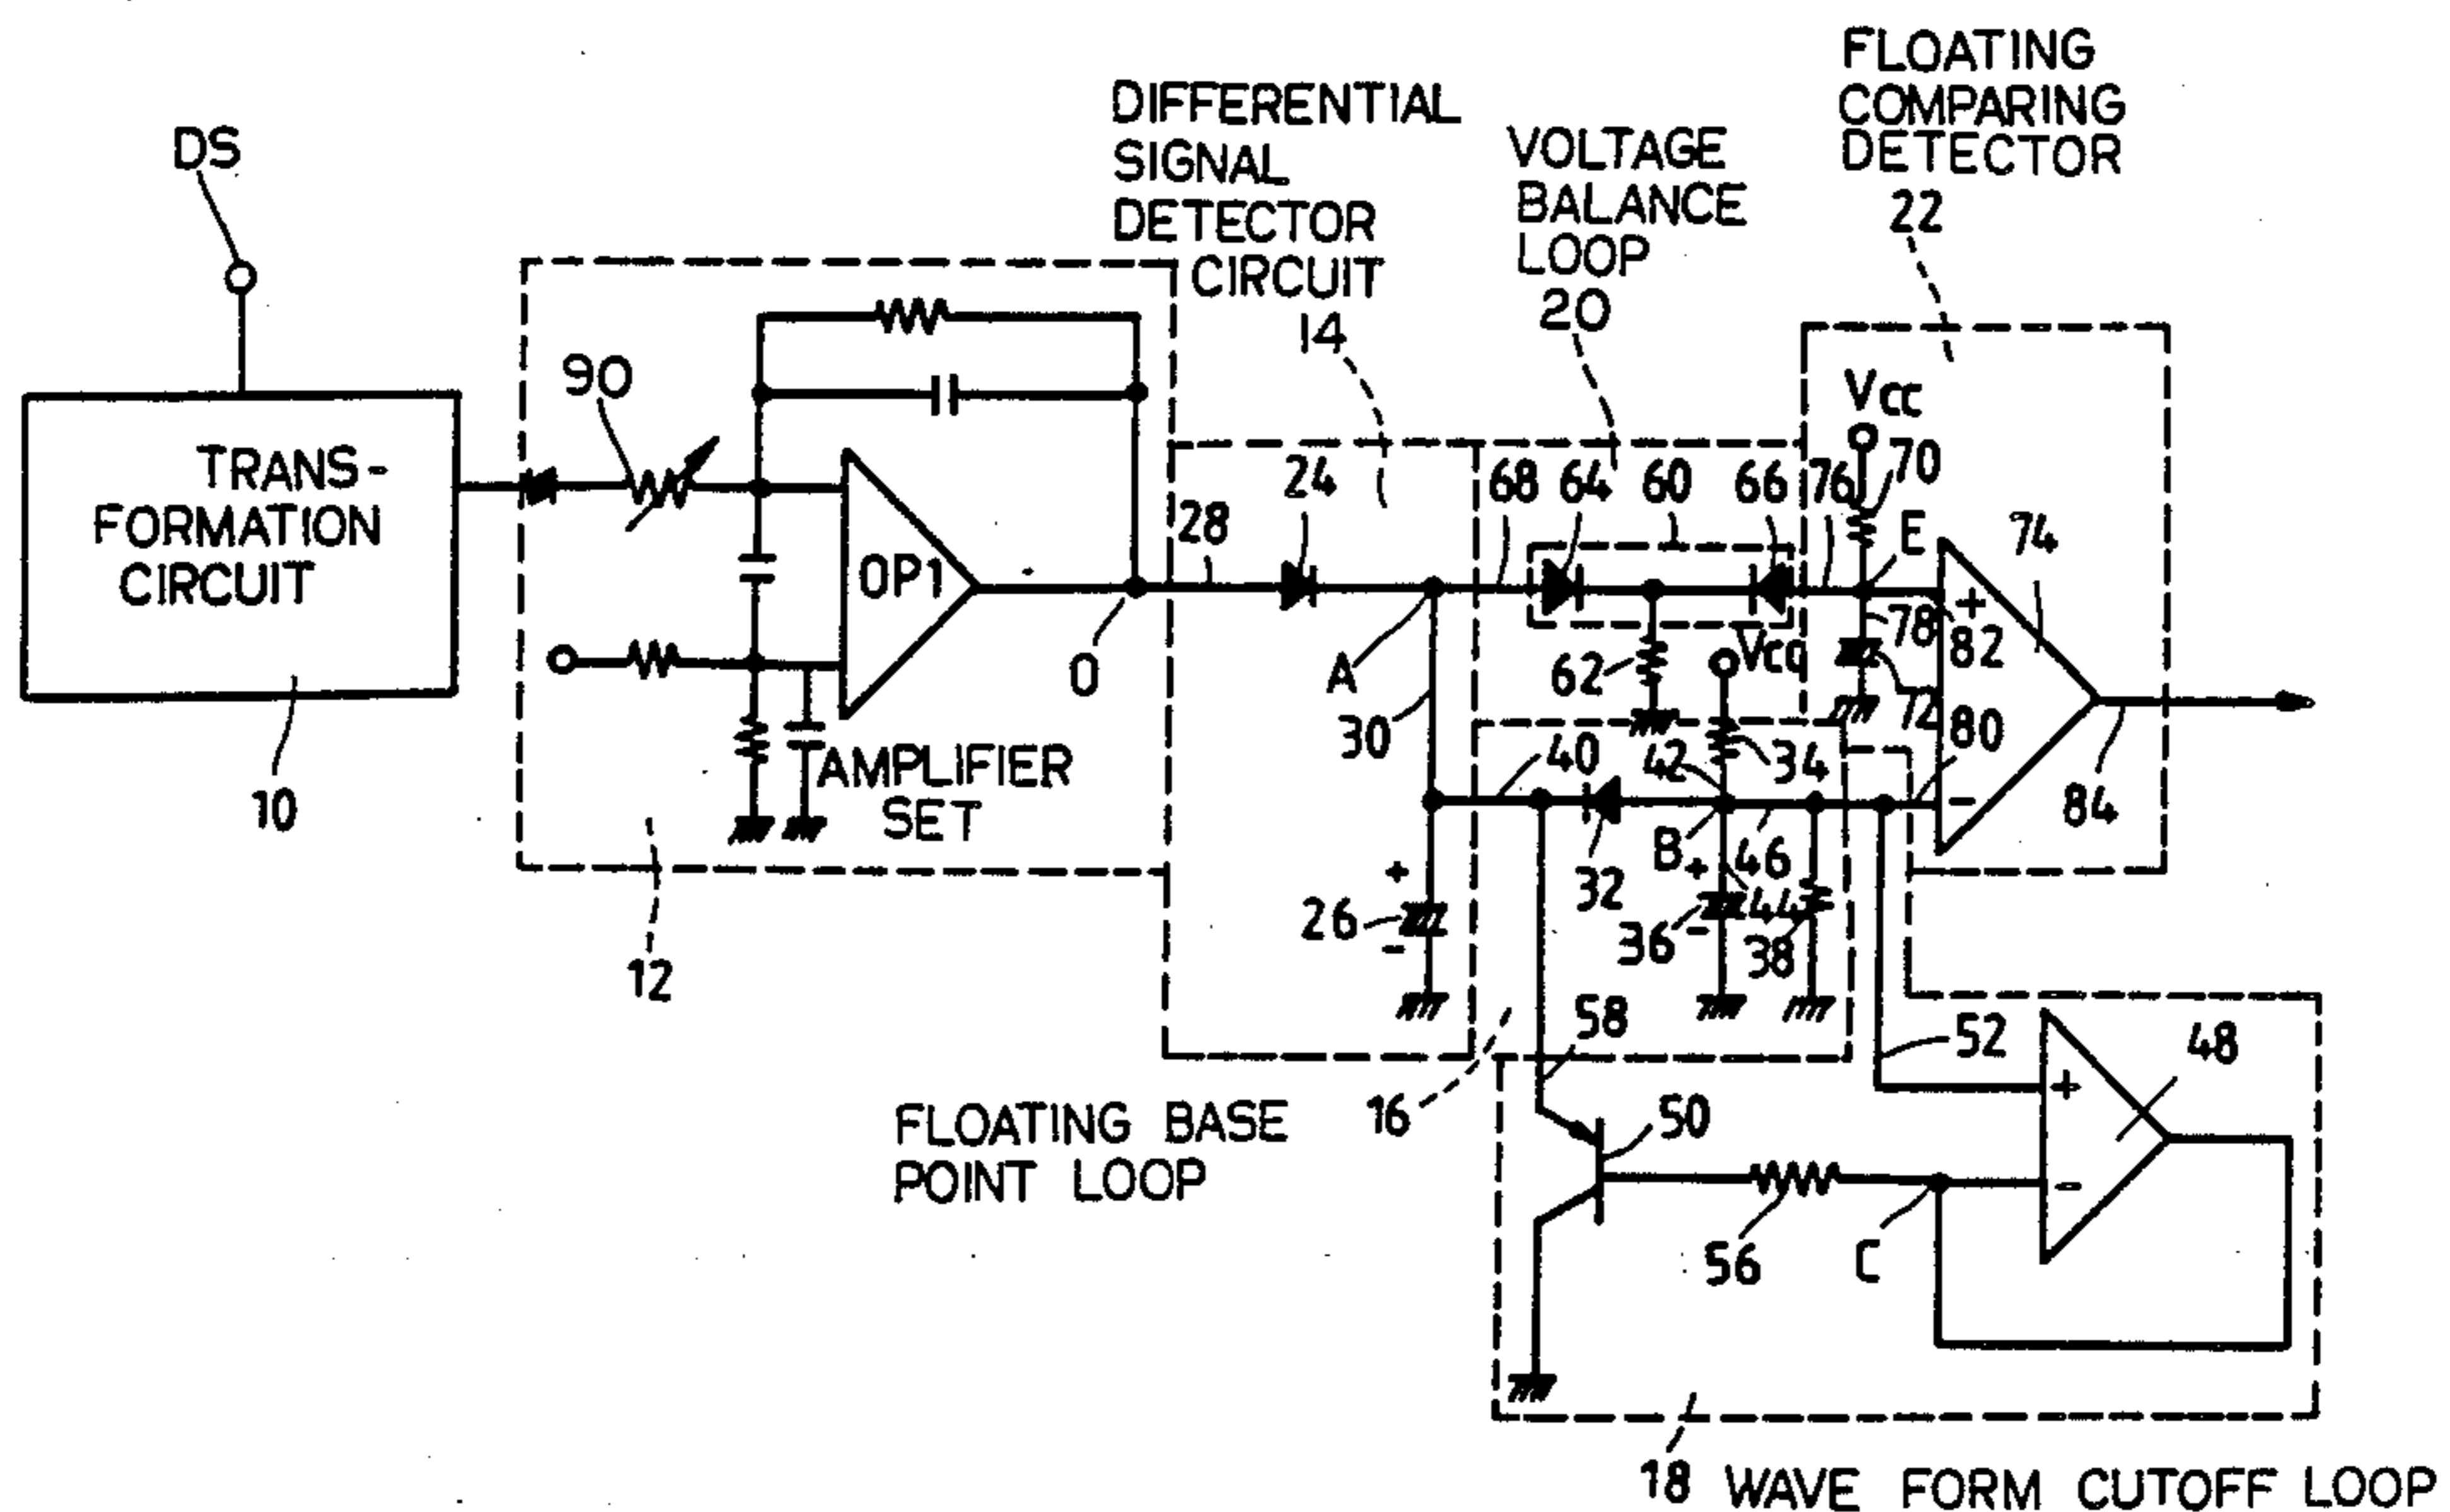 DS
TRANS-
FORMATION
CIRCUIT
10
90
OP1
O
AMPLIFIER
SET
12
DIFFERENTIAL
SIGNAL
DETECTOR
CIRCUIT
14
28
24
A
30
26
+
-
VOLTAGE
BALANCE
LOOP
20
68
64
60
66
62
FLOATING
COMPARING
DETECTOR
22
Vcc
70
76
E
78
72
+
82
74
80
-
84
Vcc
34
42
40
32
B
46
+
44
36
-
38
FLOATING BASE
POINT LOOP
16
58
50
56
C
52
48
+
-
18 WAVE FORM CUTOFF LOOP